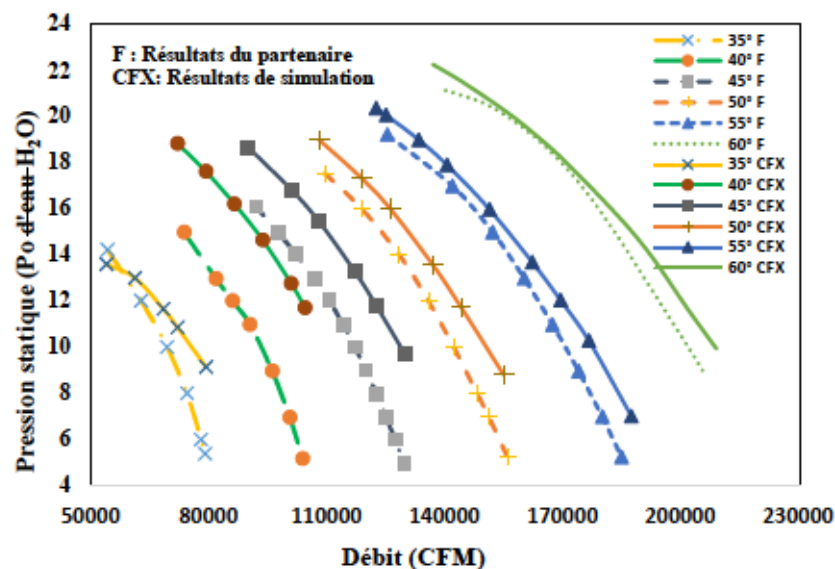 24
22
20
18
16
14
12
10
8
6
4
Pression statique (Po d'eau H₂O)
F : Résultats du partenaire
CFX: Résultats de simulation
35° F
40° F
45° F
50° F
55° F
60° F
35° CFX
40° CFX
45° CFX
50° CFX
55° CFX
60° CFX
50000 80000 110000 140000 170000 200000 230000
Débit (CFM)